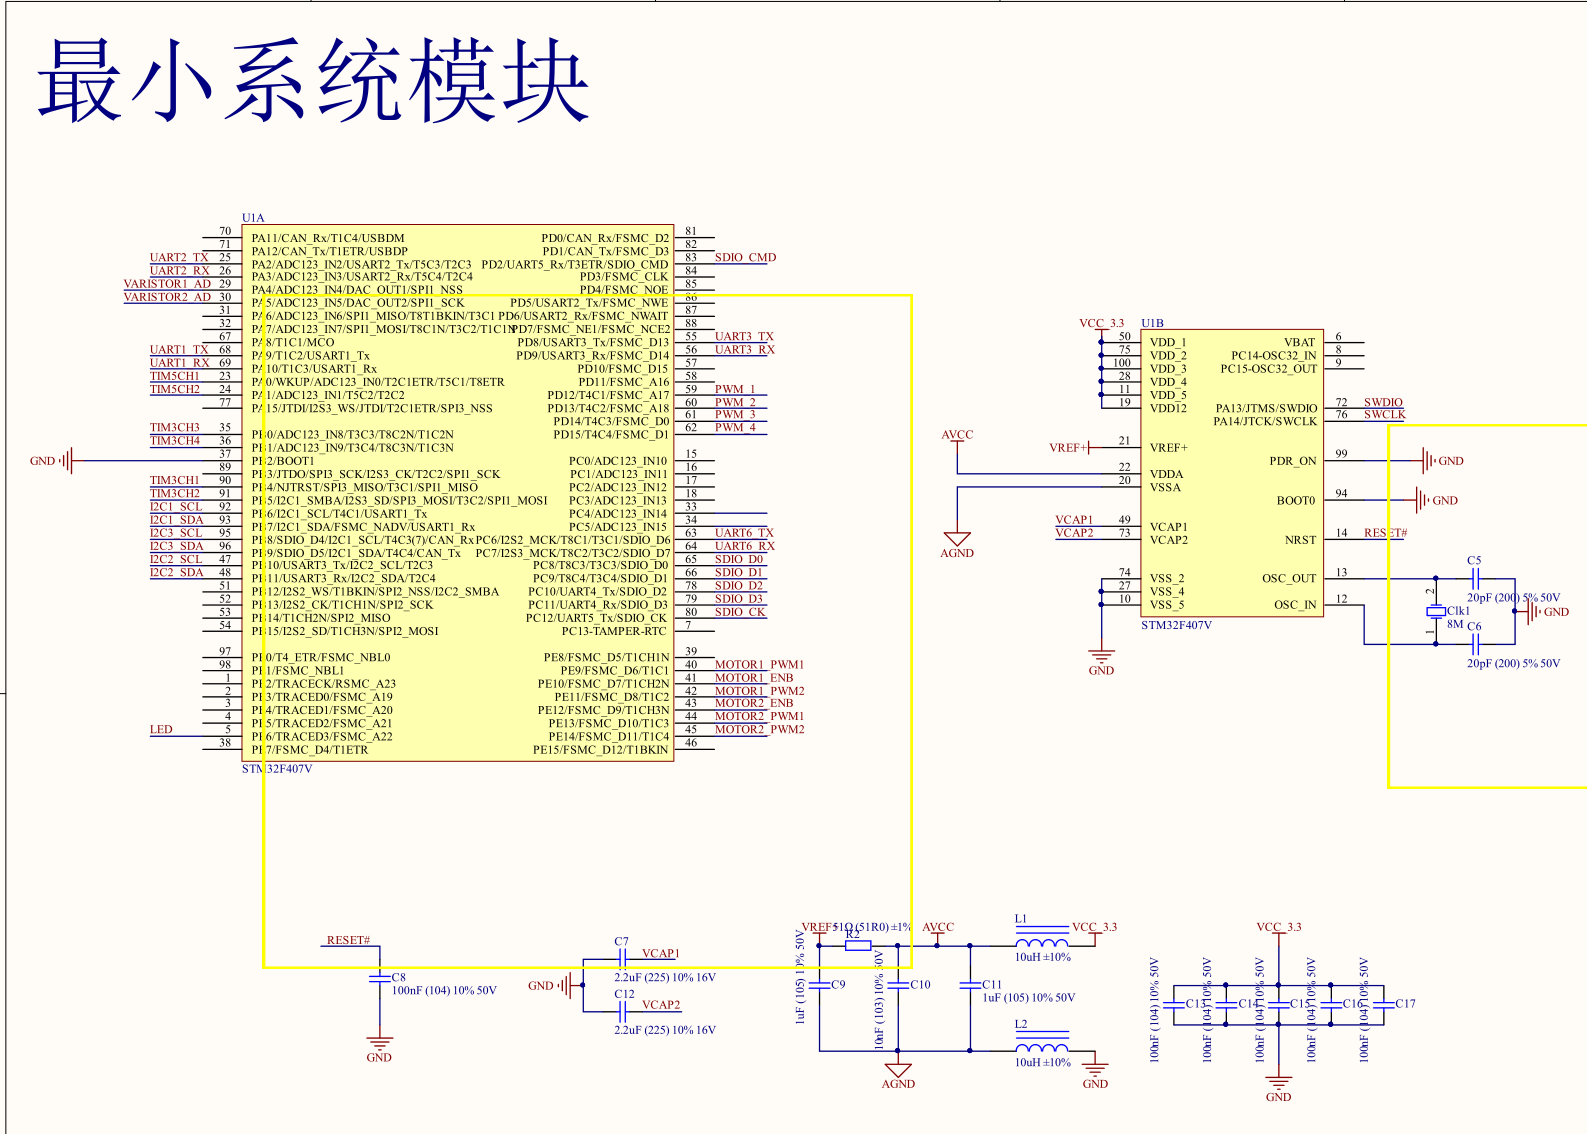 最小系统模块
U1A
70 PA11/CAN_Rx/T1C4/USBDM PD0/CAN_Rx/FSMC_D2 81
71 PA12/CAN_Tx/T1ETR/USBDP PD1/CAN_Tx/FSMC_D3 82
UART2_TX 25 PA2/ADC123_IN2/USART2_Tx/T5C3/T2C3 PD2/UART5_Rx/T3ETR/SDIO_CMD 83 SDIO_CMD
UART2_RX 26 PA3/ADC123_IN3/USART2_Rx/T5C4/T2C4 PD3/FSMC_CLK 84
VARISTOR1_AD 29 PA4/ADC123_IN4/DAC_OUT1/SPI1_NSS PD4/FSMC_NOE 85
VARISTOR2_AD 30 PA5/ADC123_IN5/DAC_OUT2/SPI1_SCK PD5/USART2_Tx/FSMC_NWE 86
31 PA6/ADC123_IN6/SPI1_MISO/T8T1BKIN/T3C1 PD6/USART2_Rx/FSMC_NWAIT 87
32 PA7/ADC123_IN7/SPI1_MOSI/T8C1N/T3C2/T1C1N PD7/FSMC_NE1/FSMC_NCE2 88
67 PA8/T1C1/MCO PD8/USART3_Tx/FSMC_D13 55 UART3_TX
UART1_TX 68 PA9/T1C2/USART1_Tx PD9/USART3_Rx/FSMC_D14 56 UART3_RX
UART1_RX 69 PA10/T1C3/USART1_Rx PD10/FSMC_D15 57
TIM5CH1 23 PA0/WKUP/ADC123_IN0/T2C1ETR/T5C1/T8ETR PD11/FSMC_A16 58
TIM5CH2 24 PA1/ADC123_IN1/T5C2/T2C2 PD12/T4C1/FSMC_A17 59 PWM_1
77 PA15/JTDI/I2S3_WS/JTDI/T2C1ETR/SPI3_NSS PD13/T4C2/FSMC_A18 60 PWM_2
PD14/T4C3/FSMC_D0 61 PWM_3
TIM3CH3 35 PB0/ADC123_IN8/T3C3/T8C2N/T1C2N PD15/T4C4/FSMC_D1 62 PWM_4
TIM3CH4 36 PB1/ADC123_IN9/T3C4/T8C3N/T1C3N
GND 37 PB2/BOOT1 PC0/ADC123_IN10 15
89 PB3/JTDO/SPI3_SCK/I2S3_CK/T2C2/SPI1_SCK PC1/ADC123_IN11 16
TIM3CH1 90 PB4/NJTRST/SPI3_MISO/T3C1/SPI1_MISO PC2/ADC123_IN12 17
TIM3CH2 91 PB5/I2C1_SMBA/I2S3_SD/SPI3_MOSI/T3C2/SPI1_MOSI PC3/ADC123_IN13 18
I2C1_SCL 92 PB6/I2C1_SCL/T4C1/USART1_Tx PC4/ADC123_IN14 33
I2C1_SDA 93 PB7/I2C1_SDA/FSMC_NADV/USART1_Rx PC5/ADC123_IN15 34
I2C3_SCL 95 PB8/SDIO_D4/I2C1_SCL/T4C3(7)/CAN_Rx PC6/I2S2_MCK/T8C1/T3C1/SDIO_D6 63 UART6_TX
I2C3_SDA 96 PB9/SDIO_D5/I2C1_SDA/T4C4/CAN_Tx PC7/I2S3_MCK/T8C2/T3C2/SDIO_D7 64 UART6_RX
I2C2_SCL 47 PB10/USART3_Tx/I2C2_SCL/T2C3 PC8/T8C3/T3C3/SDIO_D0 65 SDIO_D0
I2C2_SDA 48 PB11/USART3_Rx/I2C2_SDA/T2C4 PC9/T8C4/T3C4/SDIO_D1 66 SDIO_D1
51 PB12/I2S2_WS/T1BKIN/SPI2_NSS/I2C2_SMBA PC10/UART4_Tx/SDIO_D2 78 SDIO_D2
52 PB13/I2S2_CK/T1CH1N/SPI2_SCK PC11/UART4_Rx/SDIO_D3 79 SDIO_D3
53 PB14/T1CH2N/SPI2_MISO PC12/UART5_Tx/SDIO_CK 80 SDIO_CK
54 PB15/I2S2_SD/T1CH3N/SPI2_MOSI PC13-TAMPER-RTC 7
97 PE0/T4_ETR/FSMC_NBL0 PE8/FSMC_D5/T1CH1N 39
98 PE1/FSMC_NBL1 PE9/FSMC_D6/T1C1 40 MOTOR1_PWM1
1 PE2/TRACECK/RSMC_A23 PE10/FSMC_D7/T1CH2N 41 MOTOR1_ENB
2 PE3/TRACED0/FSMC_A19 PE11/FSMC_D8/T1C2 42 MOTOR1_PWM2
3 PE4/TRACED1/FSMC_A20 PE12/FSMC_D9/T1CH3N 43 MOTOR2_ENB
4 PE5/TRACED2/FSMC_A21 PE13/FSMC_D10/T1C3 44 MOTOR2_PWM1
LED 5 PE6/TRACED3/FSMC_A22 PE14/FSMC_D11/T1C4 45 MOTOR2_PWM2
38 PE7/FSMC_D4/T1ETR PE15/FSMC_D12/T1BKIN 46
STM32F407V
VCC_3.3 U1B
50 VDD_1 VBAT 6
75 VDD_2 PC14-OSC32_IN 8
100 VDD_3 PC15-OSC32_OUT 9
28 VDD_4
11 VDD_5
19 VDD12 PA13/JTMS/SWDIO 72 SWDIO
PA14/JTCK/SWCLK 76 SWCLK
AVCC
VREF+ 21 VREF+
PDR_ON 99 GND
22 VDDA
20 VSSA
BOOT0 94 GND
VCAP1 49 VCAP1
VCAP2 73 VCAP2 NRST 14 RESET#
AGND
74 VSS_2 OSC_OUT 13
27 VSS_4
10 VSS_5 OSC_IN 12
STM32F407V
GND
C5
20pF (200) 5% 50V
2
Clk1
8M
1
GND
C6
20pF (200) 5% 50V
RESET#
C8
100nF (104) 10% 50V
GND
C7 VCAP1
2.2uF (225) 10% 16V
GND
C12 VCAP2
2.2uF (225) 10% 16V
VREF+ 51Ω (51R0) ±1% AVCC
R2
L1
10uH ±10%
VCC_3.3
C9
1uF (105) 10% 50V
C10
10nF (103) 10% 50V
C11
1uF (105) 10% 50V
L2
10uH ±10%
AGND
GND
VCC_3.3
C13
100nF (104) 10% 50V
C14
100nF (104) 10% 50V
C15
100nF (104) 10% 50V
C16
100nF (104) 10% 50V
C17
100nF (104) 10% 50V
GND